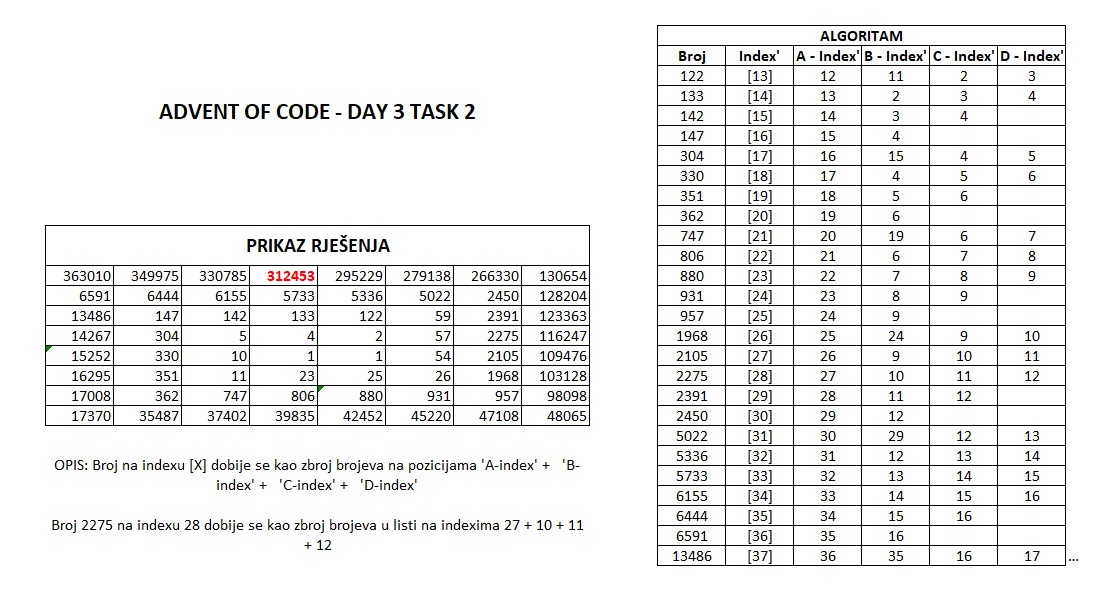 ADVENT OF CODE - DAY 3 TASK 2
PRIKAZ RJEŠENJA
363010 349975 330785 312453 295229 279138 266330 130654
6591 6444 6155 5733 5336 5022 2450 128204
13486 147 142 133 122 59 2391 123363
14267 304 5 4 2 57 2275 116247
15252 330 10 1 1 54 2105 109476
16295 351 11 23 25 26 1968 103128
17008 362 747 806 880 931 957 98098
17370 35487 37402 39835 42452 45220 47108 48065
OPIS: Broj na indexu [X] dobije se kao zbroj brojeva na pozicijama 'A-index' + 'B-
index' + 'C-index' + 'D-index'
Broj 2275 na indexu 28 dobije se kao zbroj brojeva u listi na indexima 27 + 10 + 11
+ 12
ALGORITAM
Broj Index' A - Index' B - Index' C - Index' D - Index'
122 [13] 12 11 2 3
133 [14] 13 2 3 4
142 [15] 14 3 4
147 [16] 15 4
304 [17] 16 15 4 5
330 [18] 17 4 5 6
351 [19] 18 5 6
362 [20] 19 6
747 [21] 20 19 6 7
806 [22] 21 6 7 8
880 [23] 22 7 8 9
931 [24] 23 8 9
957 [25] 24 9
1968 [26] 25 24 9 10
2105 [27] 26 9 10 11
2275 [28] 27 10 11 12
2391 [29] 28 11 12
2450 [30] 29 12
5022 [31] 30 29 12 13
5336 [32] 31 12 13 14
5733 [33] 32 13 14 15
6155 [34] 33 14 15 16
6444 [35] 34 15 16
6591 [36] 35 16
13486 [37] 36 35 16 17 ...